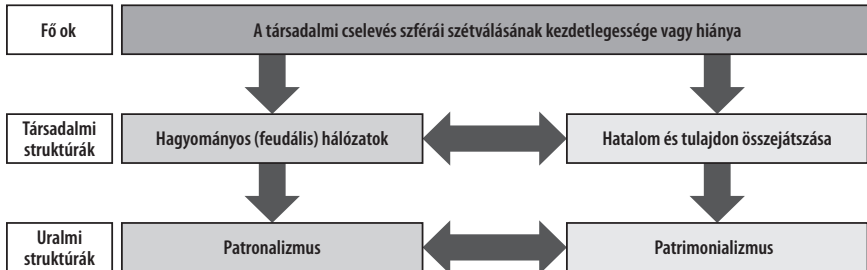 Fő ok
A társadalmi cselevés szférái szétválásának kezdetlegessége vagy hiánya
Társadalmi
struktúrák
Hagyományos (feudális) hálózatok
Hatalom és tulajdon összejátszása
Uralmi
struktúrák
Patronalizmus
Patrimonializmus